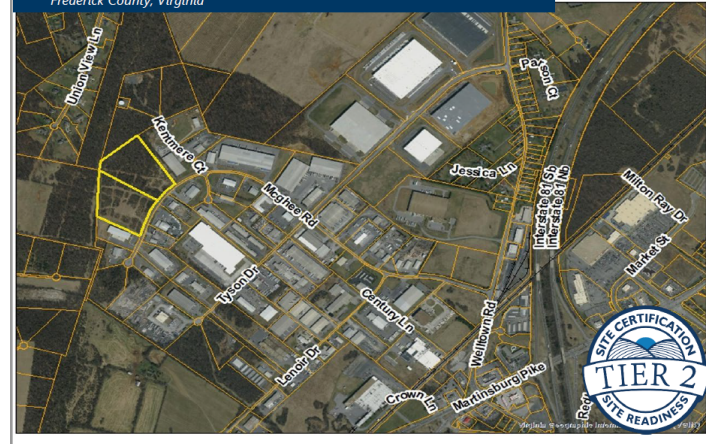 Frederick County, Virginia
Union View Ln
Kentmere Ct
Mcghee Rd
Tyson Dr
Lenoir Dr
Century Ln
Crown Ln
Martinsburg Pike
Welltown Rd
Jessica Ln
Interstate 81 Sb
Interstate 81 Nb
Milton Ray Dr
Market St
SITE CERTIFICATION
TIER 2
SITE READINESS
Virginia Geographic